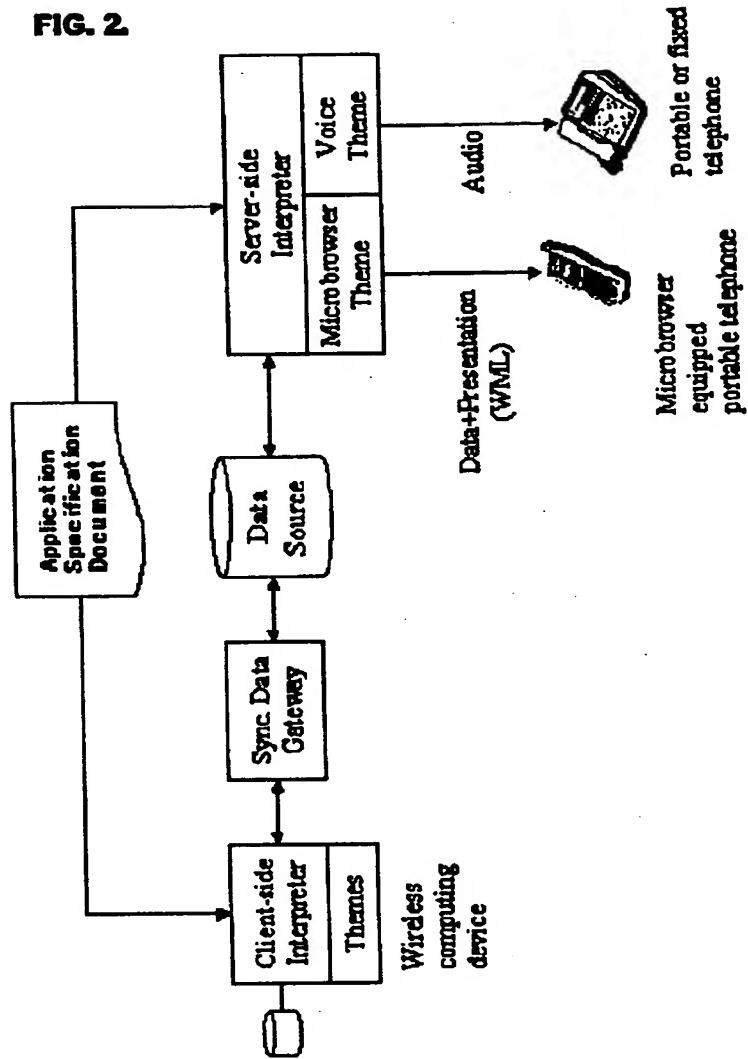 FIG. 2.
Application
Specification
Document
Client-side
Interpreter
Themes
Wireless
computing
device
Sync Data
Gateway
Data
Source
Server-side
Interpreter
Microbrowser
Theme
Voice
Theme
Data+Presentation
(WML)
Audio
Microbrowser
equipped
portable telephone
Portable or fixed
telephone